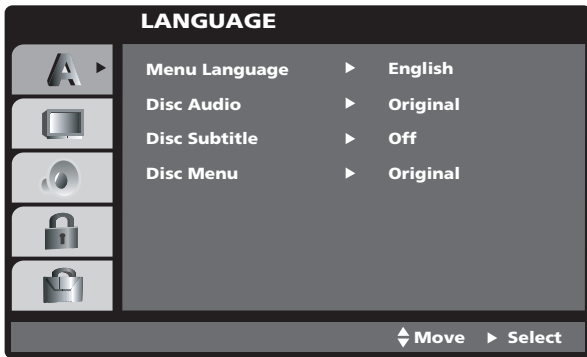 LANGUAGE
Menu Language ► English
Disc Audio ► Original
Disc Subtitle ► Off
Disc Menu ► Original
Move ► Select